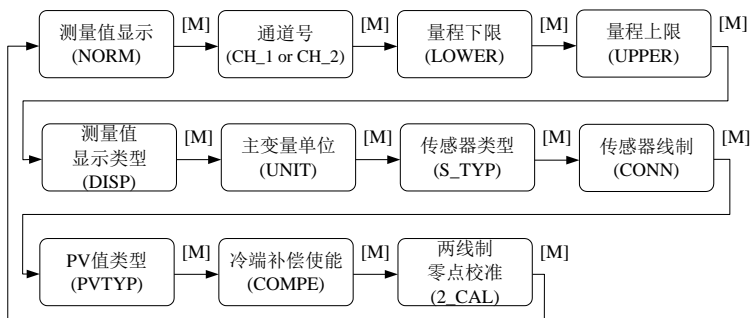 测量值显示
(NORM)
[M]
通道号
(CH_1 or CH_2)
[M]
量程下限
(LOWER)
[M]
量程上限
(UPPER)
[M]
测量值
显示类型
(DISP)
[M]
主变量单位
(UNIT)
[M]
传感器类型
(S_TYP)
[M]
传感器线制
(CONN)
[M]
PV值类型
(PVTYP)
[M]
冷端补偿使能
(COMPE)
[M]
两线制
零点校准
(2_CAL)
[M]